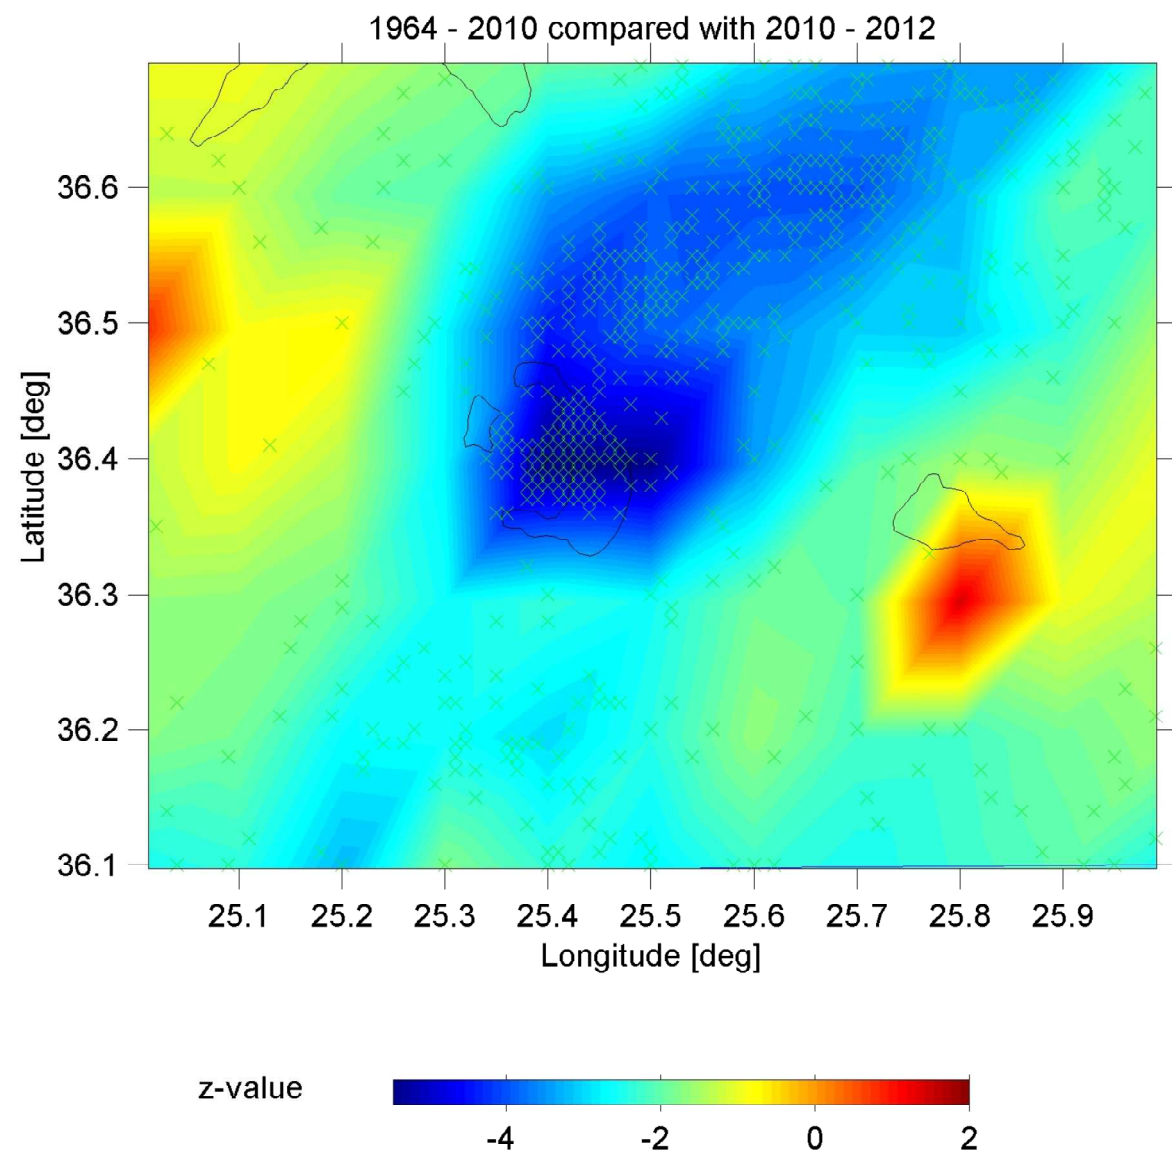 1964 - 2010 compared with 2010 - 2012
36.6
36.5
36.4
36.3
36.2
36.1
Latitude [deg]
25.1 25.2 25.3 25.4 25.5 25.6 25.7 25.8 25.9
Longitude [deg]
z-value
-4 -2 0 2